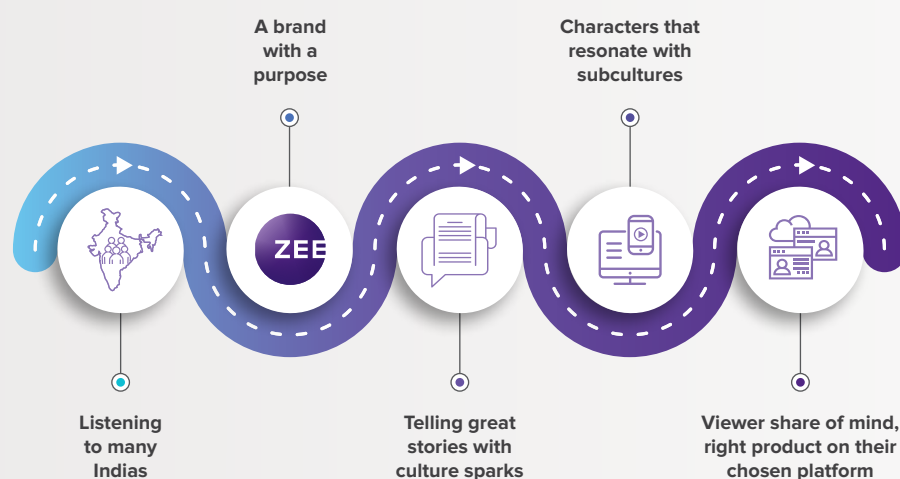 A brand
with a
purpose
Characters that
resonate with
subcultures
ZEE
Listening
to many
Indias
Telling great
stories with
culture sparks
Viewer share of mind,
right product on their
chosen platform